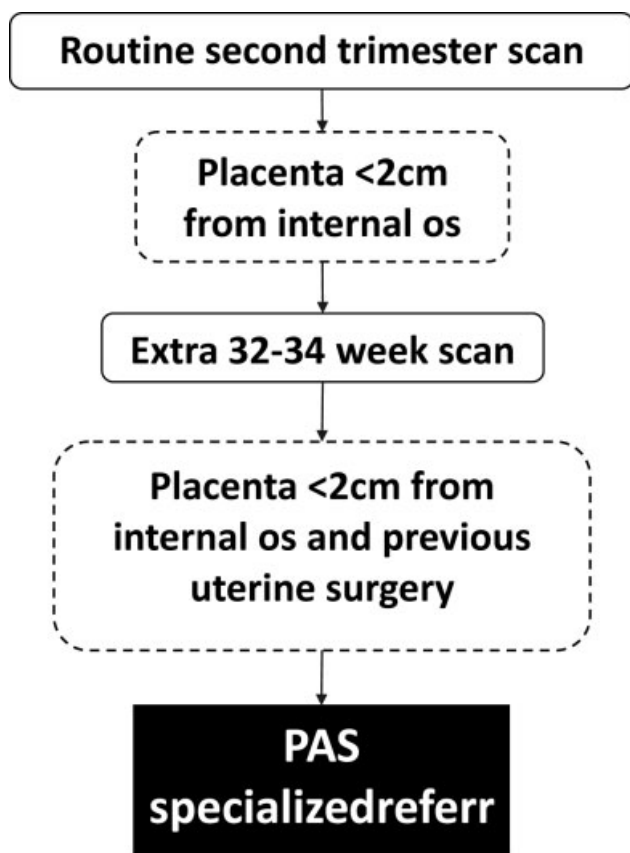 Routine second trimester scan
Placenta <2cm
from internal os
Extra 32-34 week scan
Placenta <2cm from
internal os and previous
uterine surgery
PAS
specializedreferr